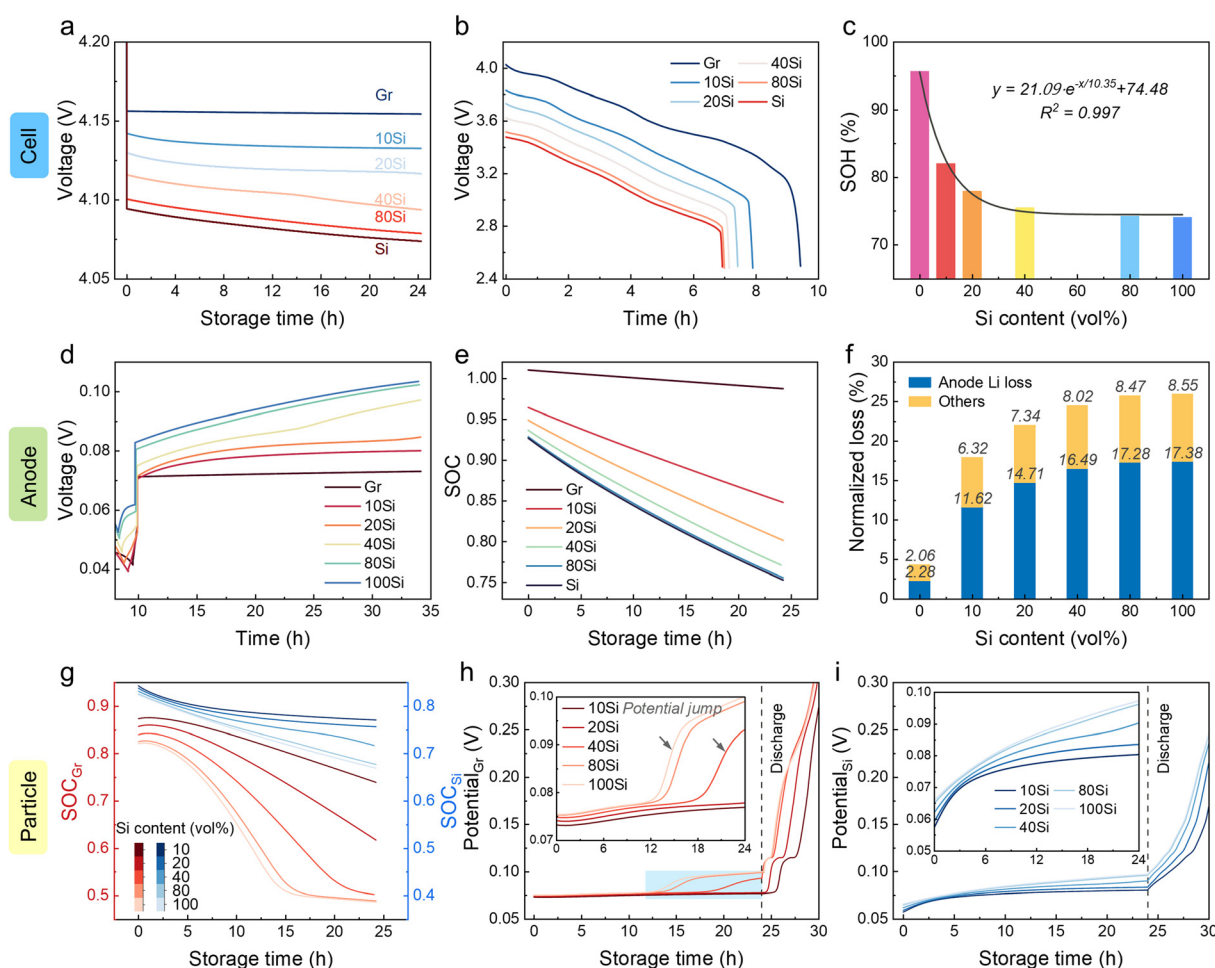 a
b
c
Cell
4.20
4.15
4.10
4.05
Voltage (V)
Gr
10Si
20Si
40Si
80Si
Si
0 4 8 12 16 20 24
Storage time (h)
4.0
3.6
3.2
2.8
2.4
Voltage (V)
Gr
10Si
20Si
40Si
80Si
Si
0 2 4 6 8 10
Time (h)
100
95
90
85
80
75
70
SOH (%)
y = 21.09·e-x/10.35+74.48
R2 = 0.997
0 20 40 60 80 100
Si content (vol%)
d
e
f
Anode
0.10
0.08
0.06
0.04
Voltage (V)
Gr
10Si
20Si
40Si
80Si
100Si
10 15 20 25 30 35
Time (h)
1.00
0.95
0.90
0.85
0.80
0.75
SOC
Gr
10Si
20Si
40Si
80Si
Si
0 5 10 15 20 25
Storage time (h)
30
25
20
15
10
5
0
Normalized loss (%)
Anode Li loss
Others
2.06
2.28
6.32
11.62
7.34
14.71
8.02
16.49
8.47
17.28
8.55
17.38
0 10 20 40 80 100
Si content (vol%)
g
h
i
Particle
0.9
0.8
0.7
0.6
0.5
SOCGr
0.8
0.7
0.6
0.5
0.4
SOCSi
Si content (vol%)
10
20
40
80
100
0 5 10 15 20 25
Storage time (h)
0.30
0.25
0.20
0.15
0.10
0.05
PotentialGr (V)
10Si
20Si
40Si
80Si
100Si
Potential jump
0.10
0.09
0.08
0.07
0 6 12 18 24
Discharge
0 5 10 15 20 25 30
Storage time (h)
0.30
0.25
0.20
0.15
0.10
0.05
PotentialSi (V)
0.10
0.09
0.08
0.07
0.06
0.05
10Si
20Si
40Si
80Si
100Si
0 6 12 18 24
Discharge
0 5 10 15 20 25 30
Storage time (h)